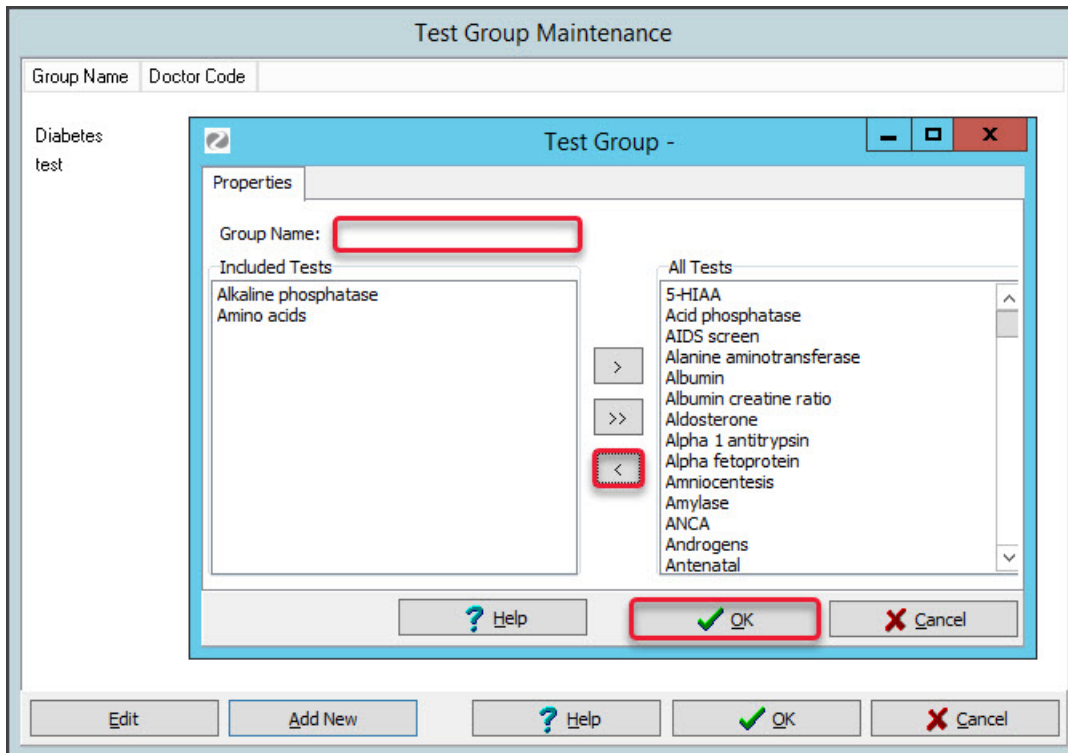 Test Group Maintenance
Group Name Doctor Code
Diabetes
test
Test Group -
Properties
Group Name:
Included Tests
Alkaline phosphatase
Amino acids
>
>>
<
All Tests
5-HIAA
Acid phosphatase
AIDS screen
Alanine aminotransferase
Albumin
Albumin creatine ratio
Aldosterone
Alpha 1 antitrypsin
Alpha fetoprotein
Amniocentesis
Amylase
ANCA
Androgens
Antenatal
? Help OK Cancel
Edit Add New ? Help OK Cancel